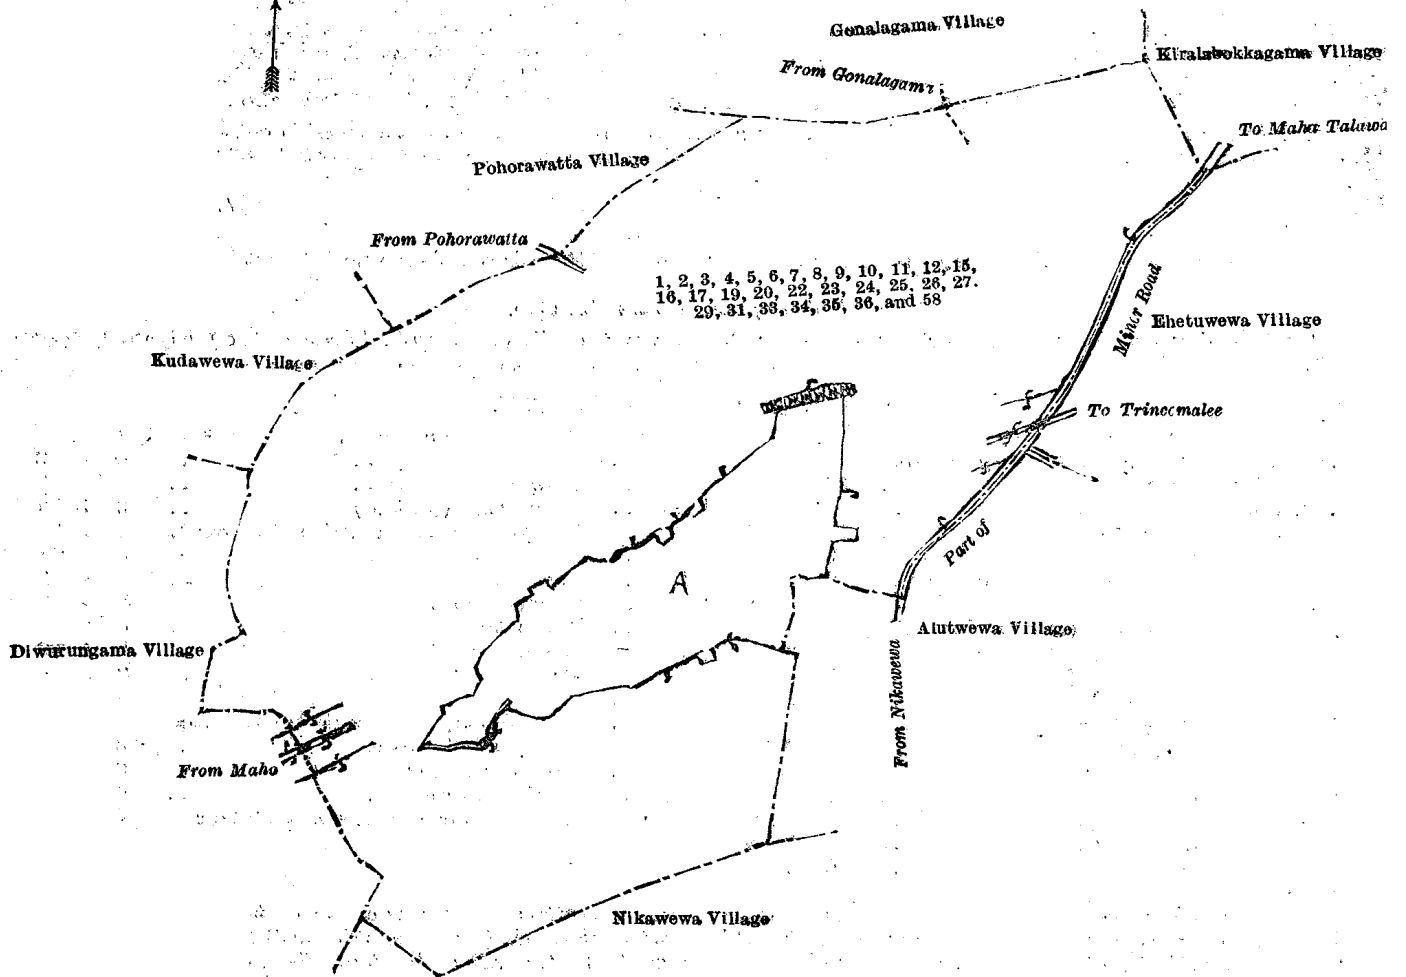 Gonalagama Village
Kiralabokkagama Village
From Gonalagama
To Maha Talawa
Pohorawatta Village
From Pohorawatta
1, 2, 3, 4, 5, 6, 7, 8, 9, 10, 11, 12, 15,
16, 17, 19, 20, 22, 23, 24, 25, 26, 27.
29, 31, 33, 34, 35, 36, and 58
Minor Road
Ehetuwewa Village
Kudawewa Village
To Trincomalee
Part of
A
Alutwewa Village
Diwurungama Village
From Nikawewa
From Maho
Nikawewa Village